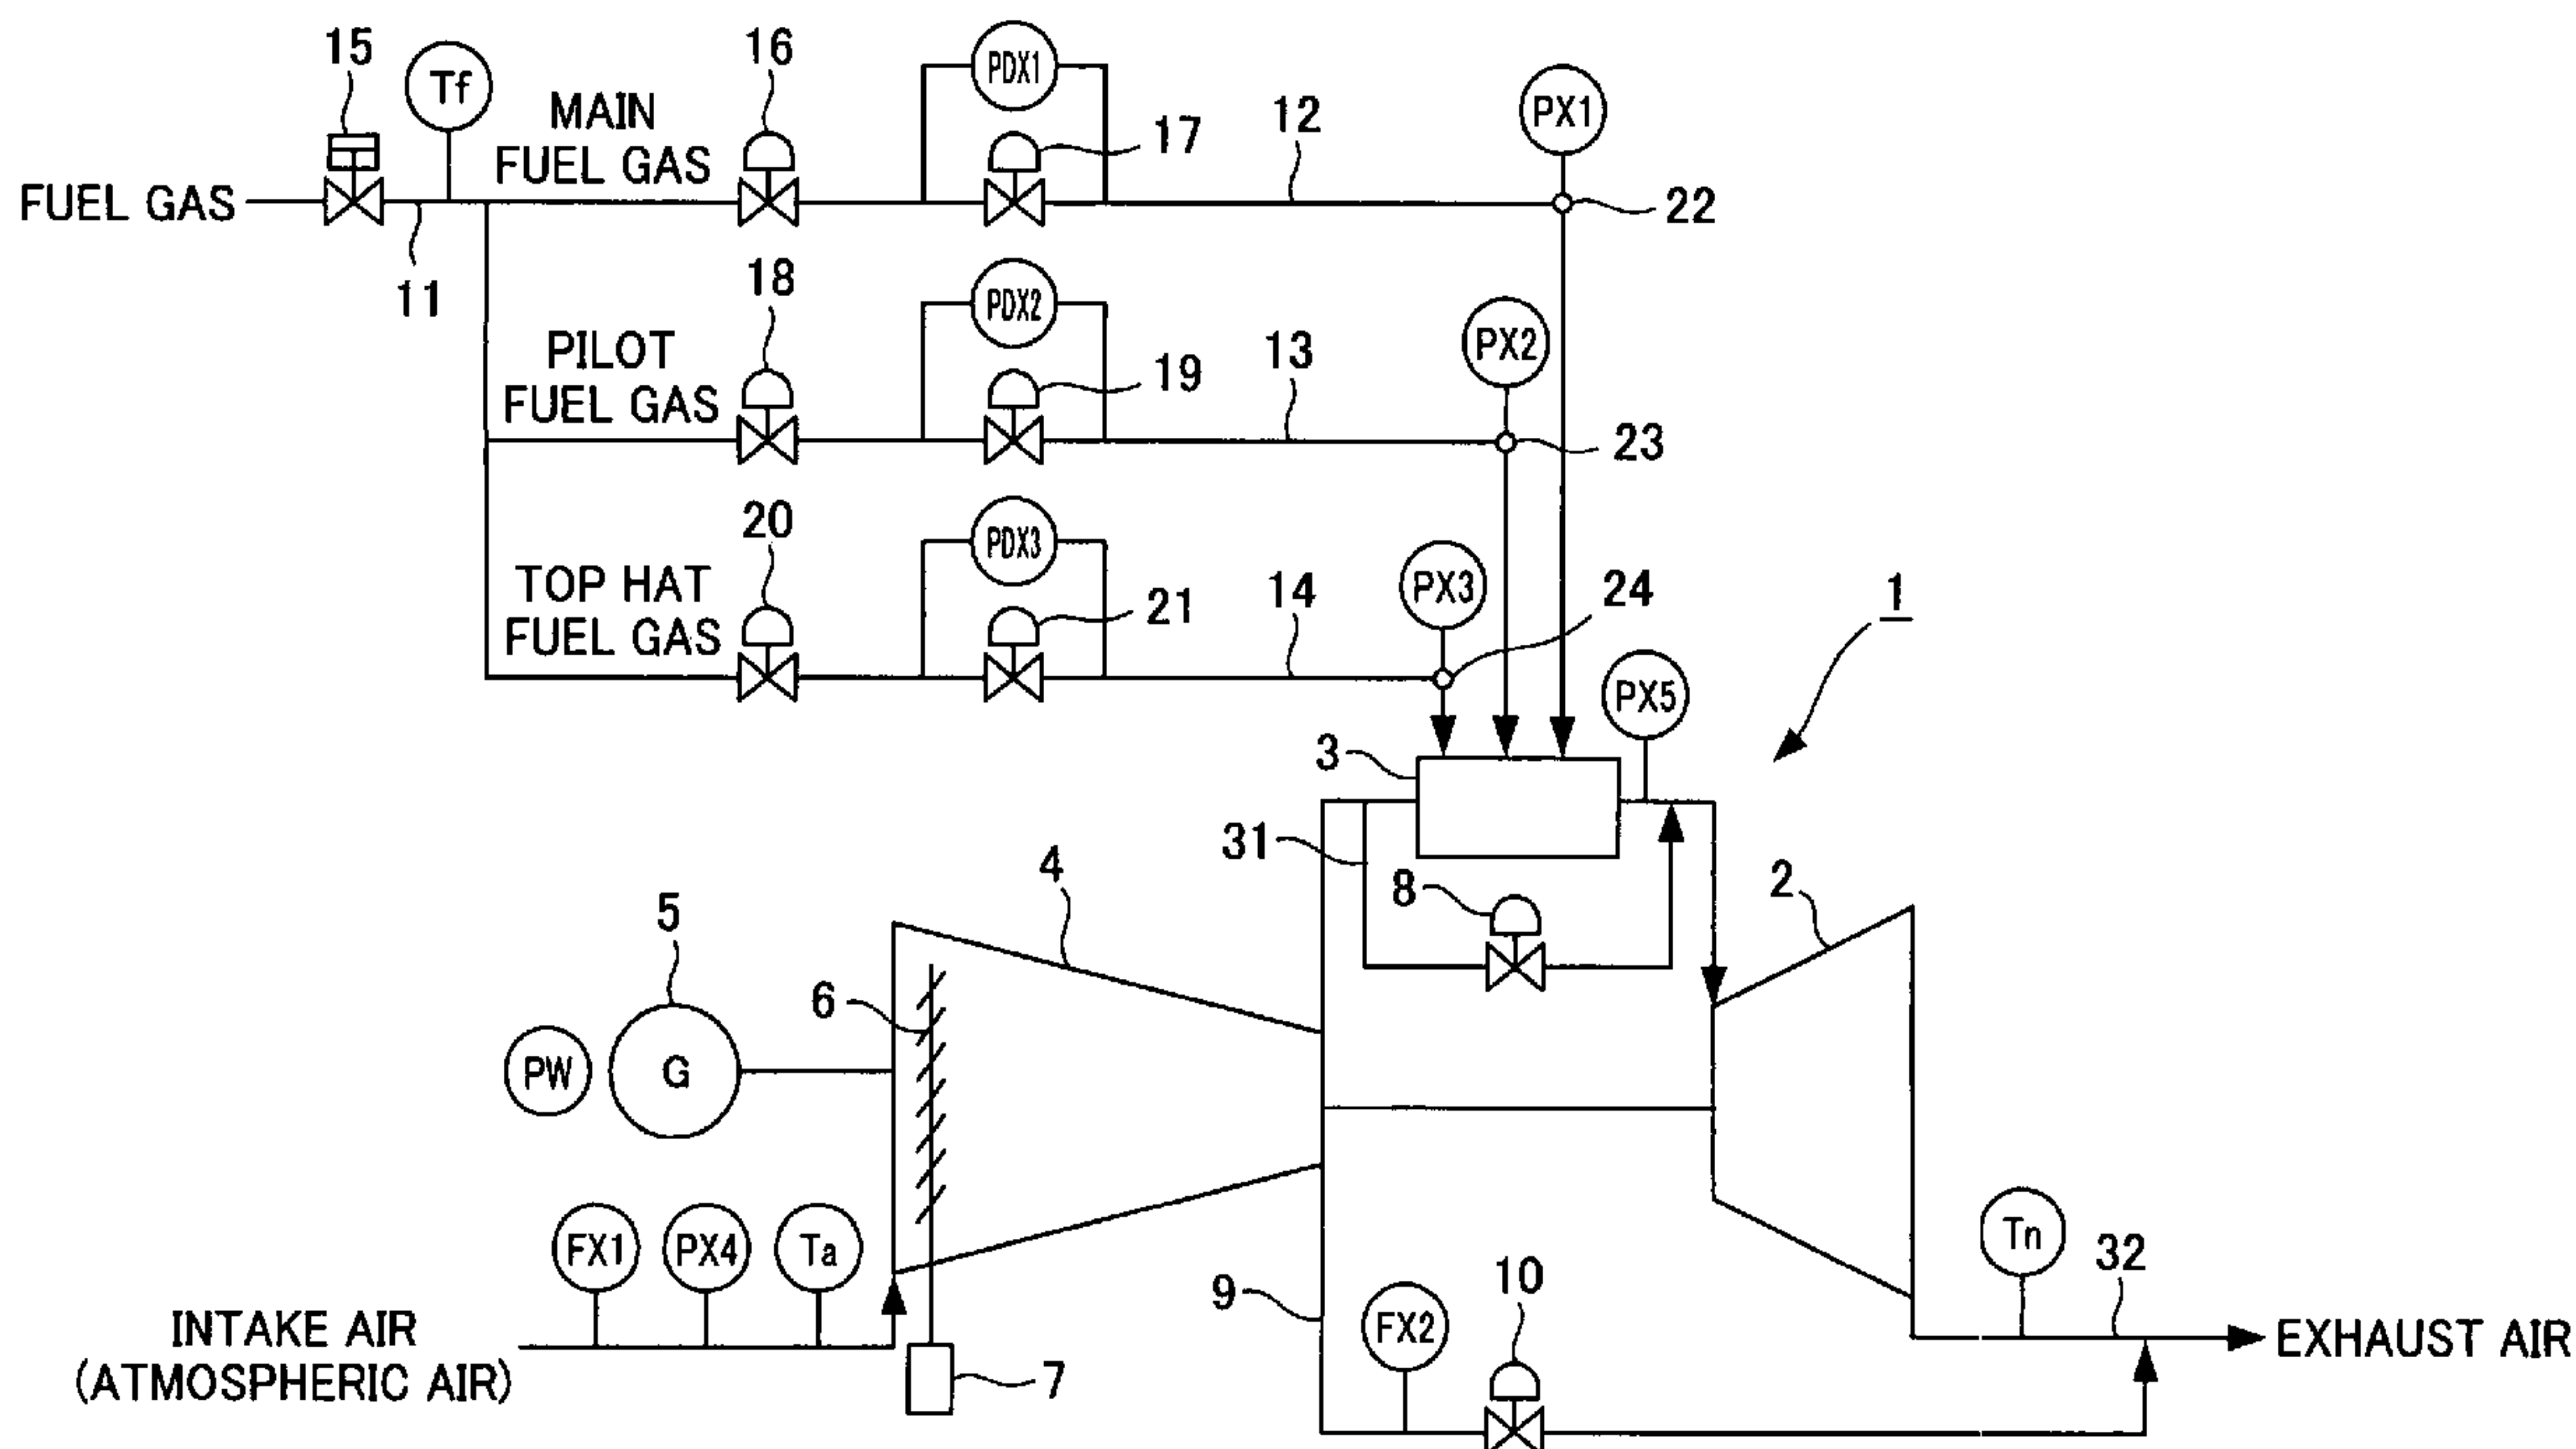 15
Tf
16
PDX1
MAIN
FUEL GAS
17
12
PX1
FUEL GAS
22
11
18
PDX2
PILOT
FUEL GAS
19
13
PX2
23
20
PDX3
TOP HAT
FUEL GAS
21
14
PX3
24
1
PX5
3
31
8
2
4
5
6
PW
G
FX1
PX4
Ta
INTAKE AIR
(ATMOSPHERIC AIR)
7
9
FX2
10
Tn
32
EXHAUST AIR